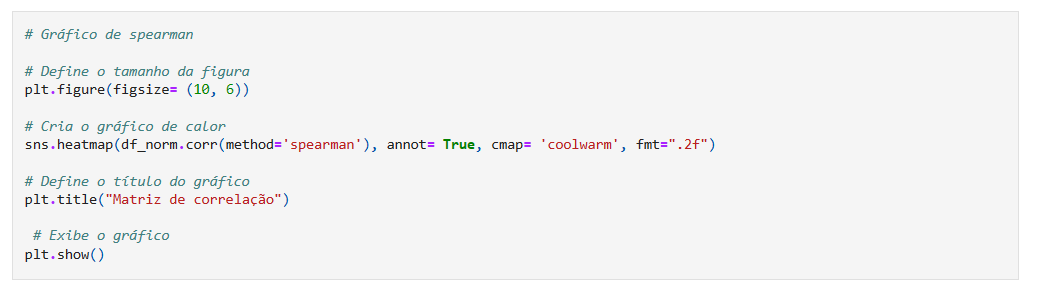 # Gráfico de spearman
# Define o tamanho da figura
plt.figure(figsize= (10, 6))
# Cria o gráfico de calor
sns.heatmap(df_norm.corr(method='spearman'), annot= True, cmap= 'coolwarm', fmt=".2f")
# Define o título do gráfico
plt.title("Matriz de correlação")
# Exibe o gráfico
plt.show()